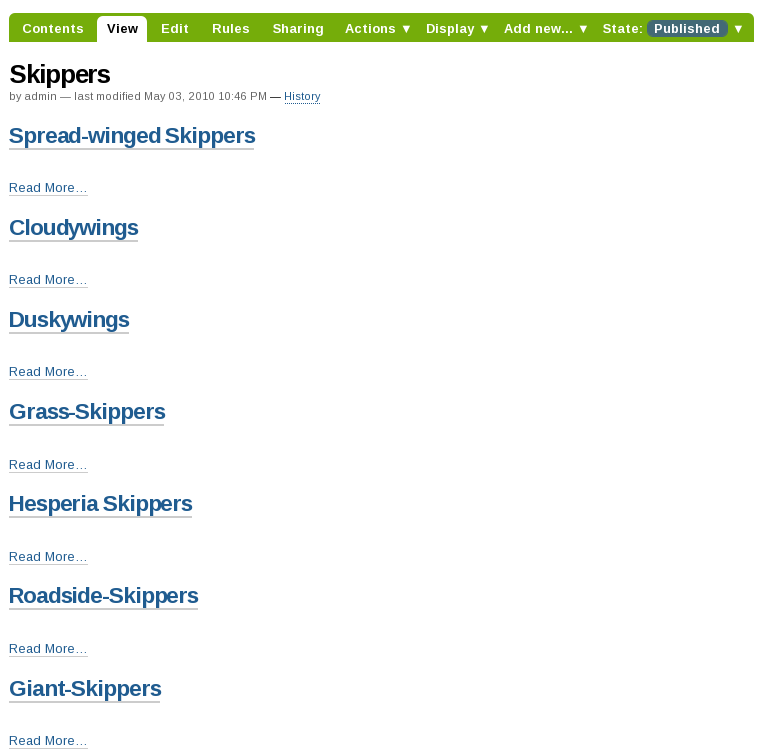 Contents View Edit Rules Sharing Actions ▼ Display ▼ Add new... ▼ State: Published ▼
Skippers
by admin — last modified May 03, 2010 10:46 PM — History
Spread-winged Skippers
Read More…
Cloudywings
Read More…
Duskywings
Read More…
Grass-Skippers
Read More…
Hesperia Skippers
Read More…
Roadside-Skippers
Read More…
Giant-Skippers
Read More…